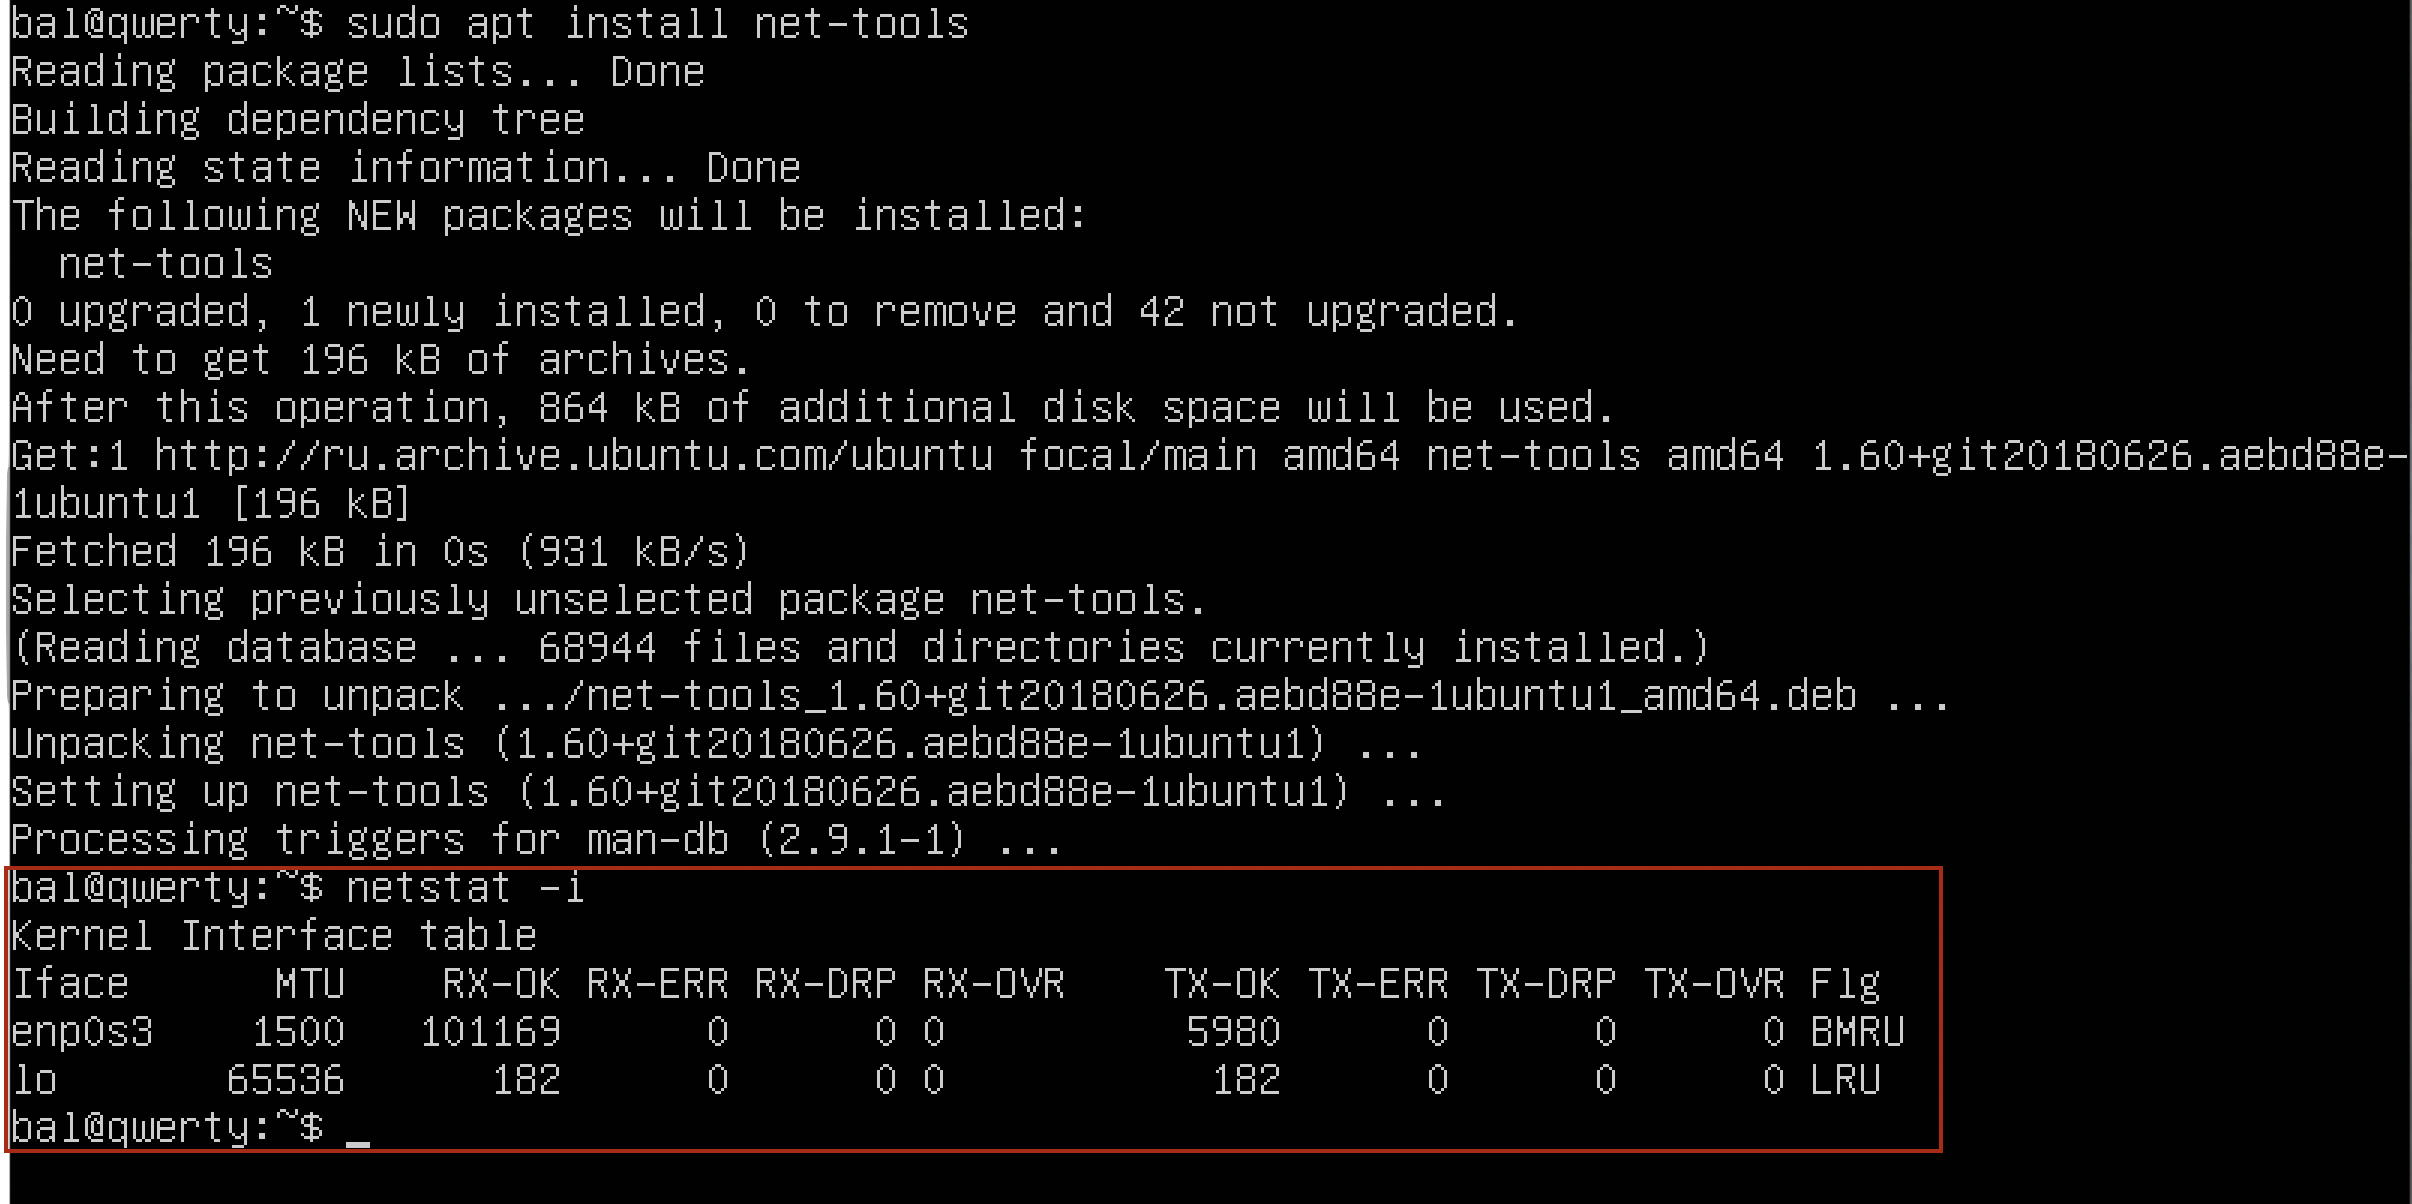 bal@qwerty:~$ sudo apt install net-tools
Reading package lists... Done
Building dependency tree
Reading state information... Done
The following NEW packages will be installed:
  net-tools
0 upgraded, 1 newly installed, 0 to remove and 42 not upgraded.
Need to get 196 kB of archives.
After this operation, 864 kB of additional disk space will be used.
Get:1 http://ru.archive.ubuntu.com/ubuntu focal/main amd64 net-tools amd64 1.60+git20180626.aebd88e-
1ubuntu1 [196 kB]
Fetched 196 kB in 0s (931 kB/s)
Selecting previously unselected package net-tools.
(Reading database ... 68944 files and directories currently installed.)
Preparing to unpack .../net-tools_1.60+git20180626.aebd88e-1ubuntu1_amd64.deb ...
Unpacking net-tools (1.60+git20180626.aebd88e-1ubuntu1) ...
Setting up net-tools (1.60+git20180626.aebd88e-1ubuntu1) ...
Processing triggers for man-db (2.9.1-1) ...
bal@qwerty:~$ netstat -i
Kernel Interface table
Iface      MTU    RX-OK RX-ERR RX-DRP RX-OVR    TX-OK TX-ERR TX-DRP TX-OVR Flg
enp0s3    1500   101169      0      0 0          5980      0      0      0 BMRU
lo       65536      182      0      0 0           182      0      0      0 LRU
bal@qwerty:~$ _